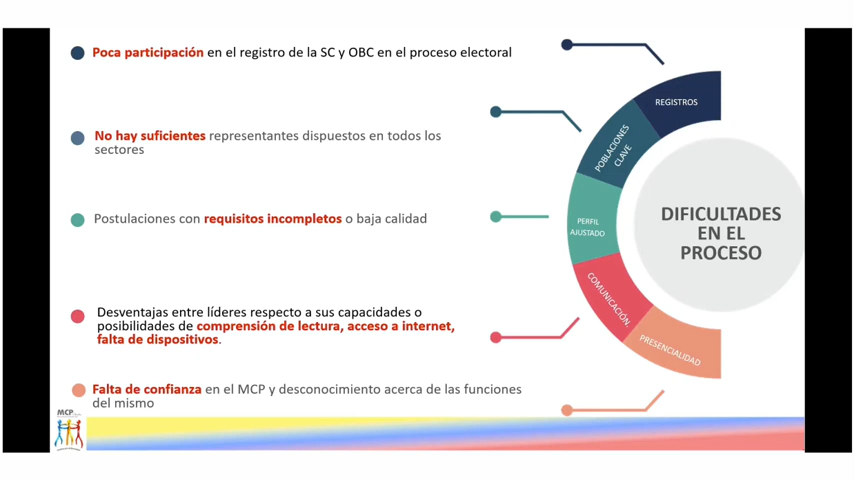 Poca participación en el registro de la SC y OBC en el proceso electoral
No hay suficientes representantes dispuestos en todos los
sectores
Postulaciones con requisitos incompletos o baja calidad
Desventajas entre líderes respecto a sus capacidades o
posibilidades de comprensión de lectura, acceso a internet,
falta de dispositivos.
Falta de confianza en el MCP y desconocimiento acerca de las funciones
del mismo
REGISTROS
POBLACIONES
CLAVE
PERFIL
AJUSTADO
COMUNICACIÓN.
PRESENCIALIDAD
DIFICULTADES
EN EL
PROCESO
MCP